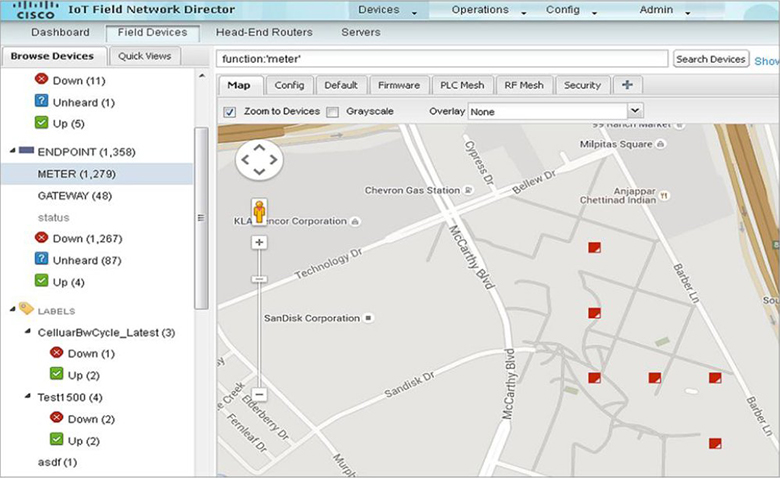 CISCO
IoT Field Network Director
Devices
Operations
Config
Admin
Dashboard
Field Devices
Head-End Routers
Servers
Browse Devices
Quick Views
Down (11)
Unheard (1)
Up (5)
ENDPOINT (1,358)
METER (1,279)
GATEWAY (48)
status
Down (1,267)
Unheard (87)
Up (4)
LABELS
CelluarBwCycle_Latest (3)
Down (1)
Up (2)
Test1500 (4)
Down (2)
Up (2)
asdf (1)
function:'meter'
Search Devices
Show
Map
Config
Default
Firmware
PLC Mesh
RF Mesh
Security
Zoom to Devices
Grayscale
Overlay
None
99 Ranch Market
Milpitas Square
Cypress Dr
Bellew Dr
Chevron Gas Station
Anjappar
Chettinad Indian
KLA Tencor Corporation
Technology Dr
McCarthy Blvd
Barber Ln
SanDisk Corporation
McCarthy Blvd
Sandisk Dr
Barber Ln
Elderberry Dr
Fernleaf Dr